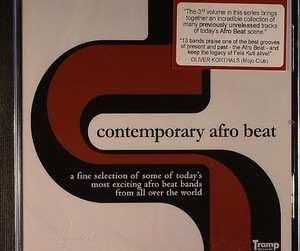 "The 3rd volume in this series brings
together an incredible collection of
many previously unreleased tracks
of today's Afro Beat scene."
"13 bands praise one of the beat grooves
of present and past - the Afro Beat - and
keep the legacy of Fela Kuti alive!"
OLIVER KORTHALS (Mojo Club)
contemporary afro beat
a fine selection of some of today's
most exciting afro beat bands
from all over the world
Tramp